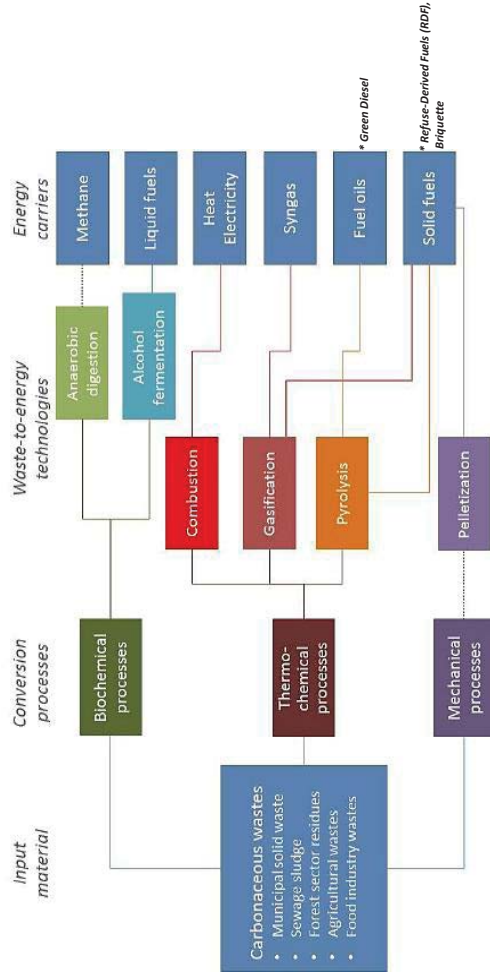 Input
material
Conversion
processes
Waste-to-energy
technologies
Energy
carriers
Carbonaceous wastes
• Municipal solid waste
• Sewage sludge
• Forest sector residues
• Agricultural wastes
• Food industry wastes
Biochemical
processes
Thermo-
chemical
processes
Mechanical
processes
Anaerobic
digestion
Alcohol
fermentation
Combustion
Gasification
Pyrolysis
Pelletization
Methane
Liquid fuels
Heat
Electricity
Syngas
Fuel oils
* Green Diesel
Solid fuels
* Refuse-Derived Fuels (RDF),
Briquette